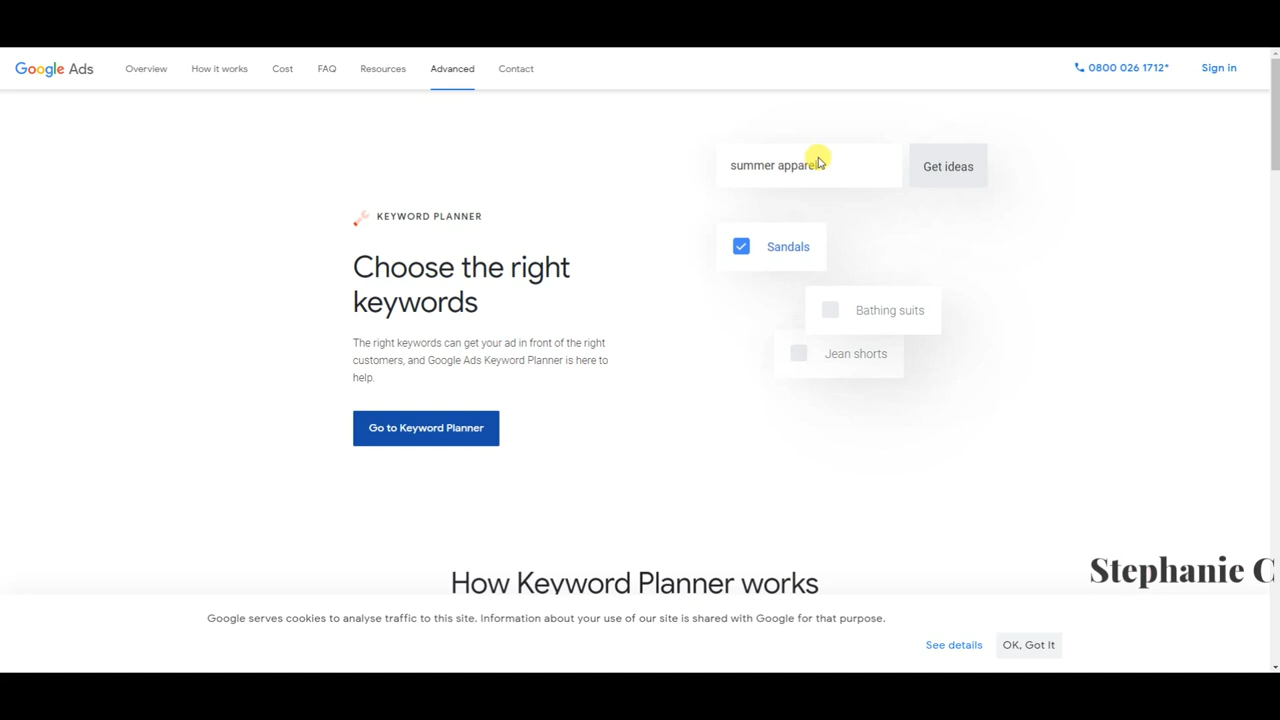 Google Ads
Overview
How it works
Cost
FAQ
Resources
Advanced
Contact
0800 026 1712*
Sign in
summer apparel
Get ideas
KEYWORD PLANNER
Sandals
Choose the right
keywords
Bathing suits
The right keywords can get your ad in front of the right
customers, and Google Ads Keyword Planner is here to
help.
Jean shorts
Go to Keyword Planner
Stephanie C
How Keyword Planner works
Google serves cookies to analyse traffic to this site. Information about your use of our site is shared with Google for that purpose.
See details
OK, Got It